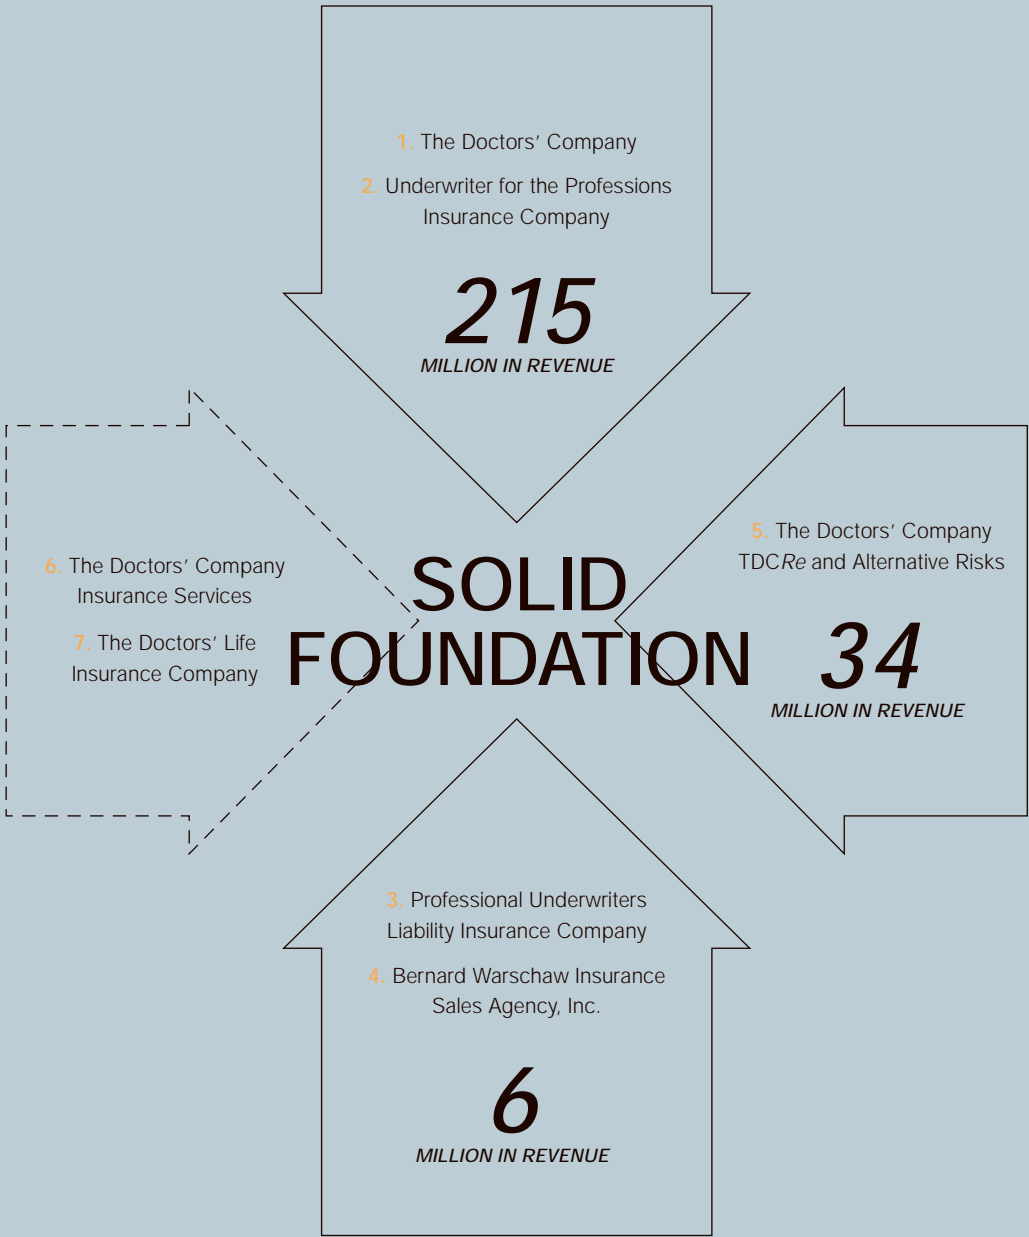 1. The Doctors' Company
2. Underwriter for the Professions
Insurance Company
215
MILLION IN REVENUE
6. The Doctors' Company
Insurance Services
7. The Doctors' Life
Insurance Company
SOLID
FOUNDATION
5. The Doctors' Company
TDCRe and Alternative Risks
34
MILLION IN REVENUE
3. Professional Underwriters
Liability Insurance Company
4. Bernard Warschaw Insurance
Sales Agency, Inc.
6
MILLION IN REVENUE